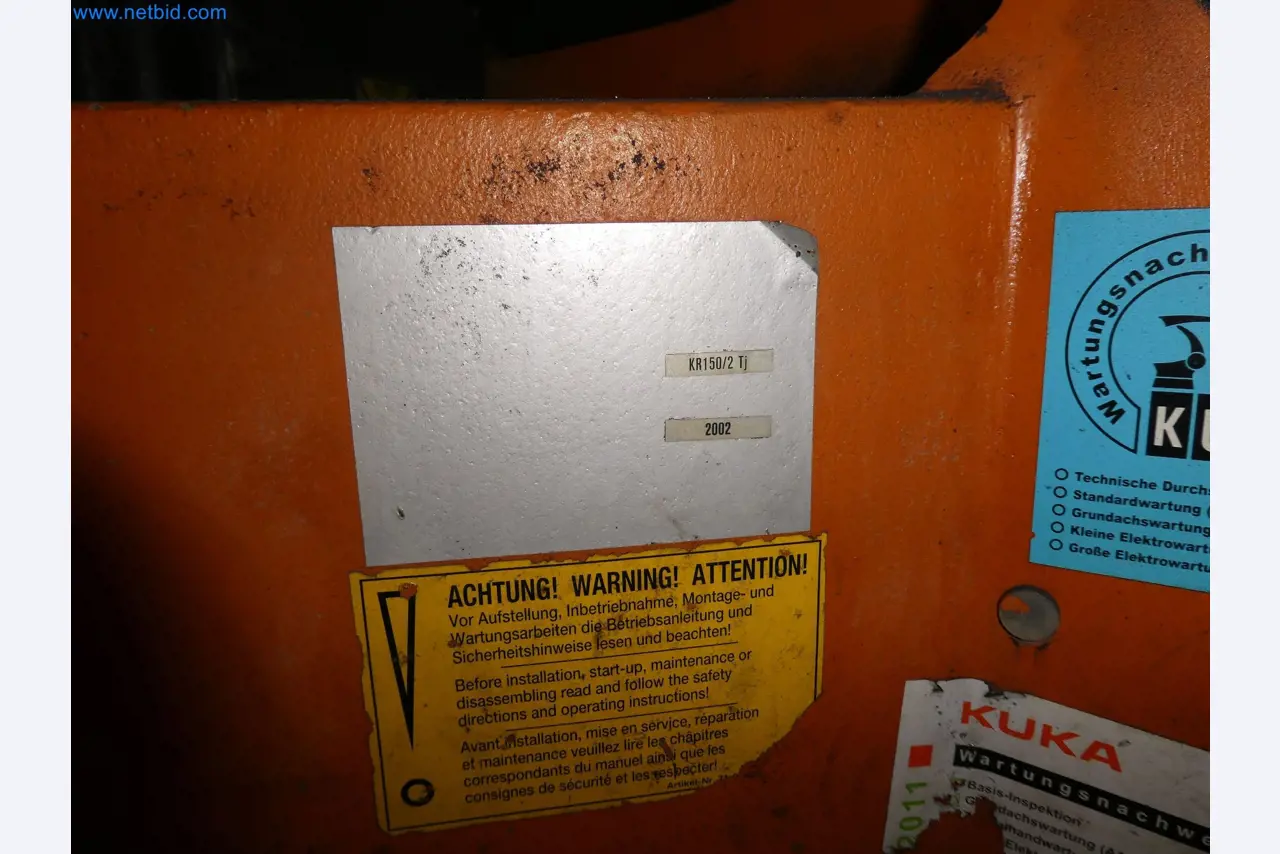 www.netbid.com
KR150/2 Tj
2002
ACHTUNG! WARNING! ATTENTION!
Vor Aufstellung, Inbetriebnahme, Montage- und
Wartungsarbeiten die Betriebsanleitung und
Sicherheitshinweise lesen und beachten!
Before installation, start-up, maintenance or
disassembling read and follow the safety
directions and operating instructions!
Avant installation, mise en service, réparation
et maintenance veuillez lire les chapitres
correspondants du manuel ainsi que les
consignes de sécurité et les respecter!
Artikel-Nr.
Wartungsnach
KU
Technische Durchs
Standardwartung (
Grundachswartung
Kleine Elektrowart
Große Elektrowartu
KUKA
Wartungsnachwe
Basis-Inspektion
2011